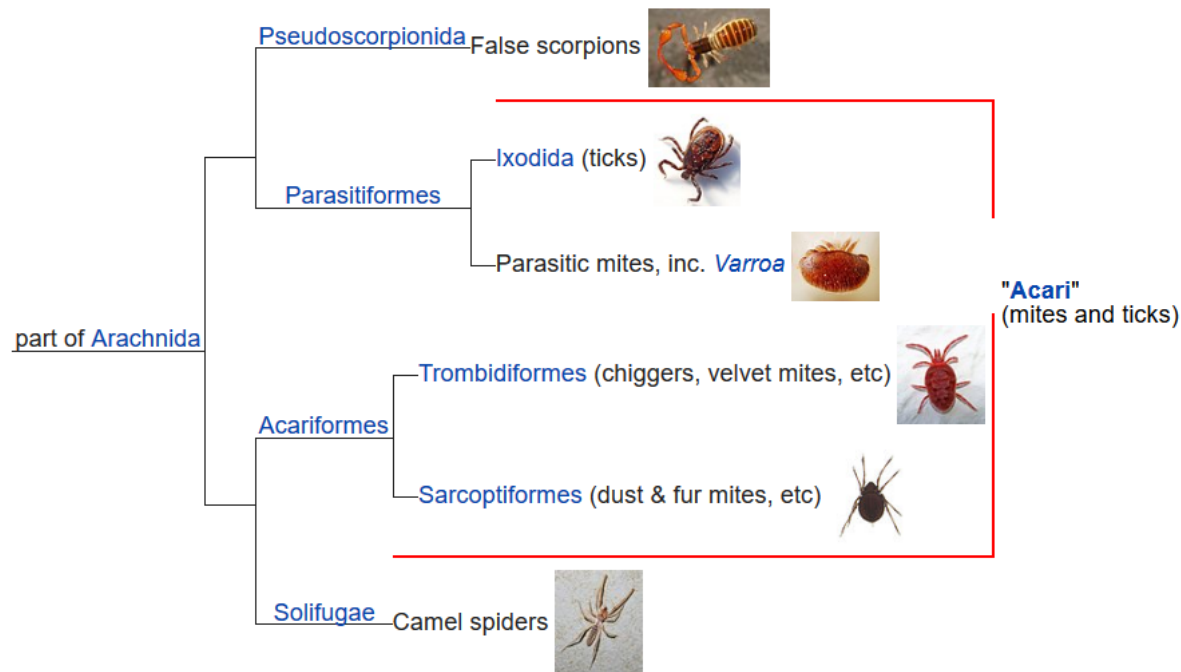 Pseudoscorpionida
False scorpions
Ixodida (ticks)
Parasitiformes
Parasitic mites, inc. Varroa
"Acari"
(mites and ticks)
part of Arachnida
Trombidiformes (chiggers, velvet mites, etc)
Acariformes
Sarcoptiformes (dust & fur mites, etc)
Solifugae
Camel spiders